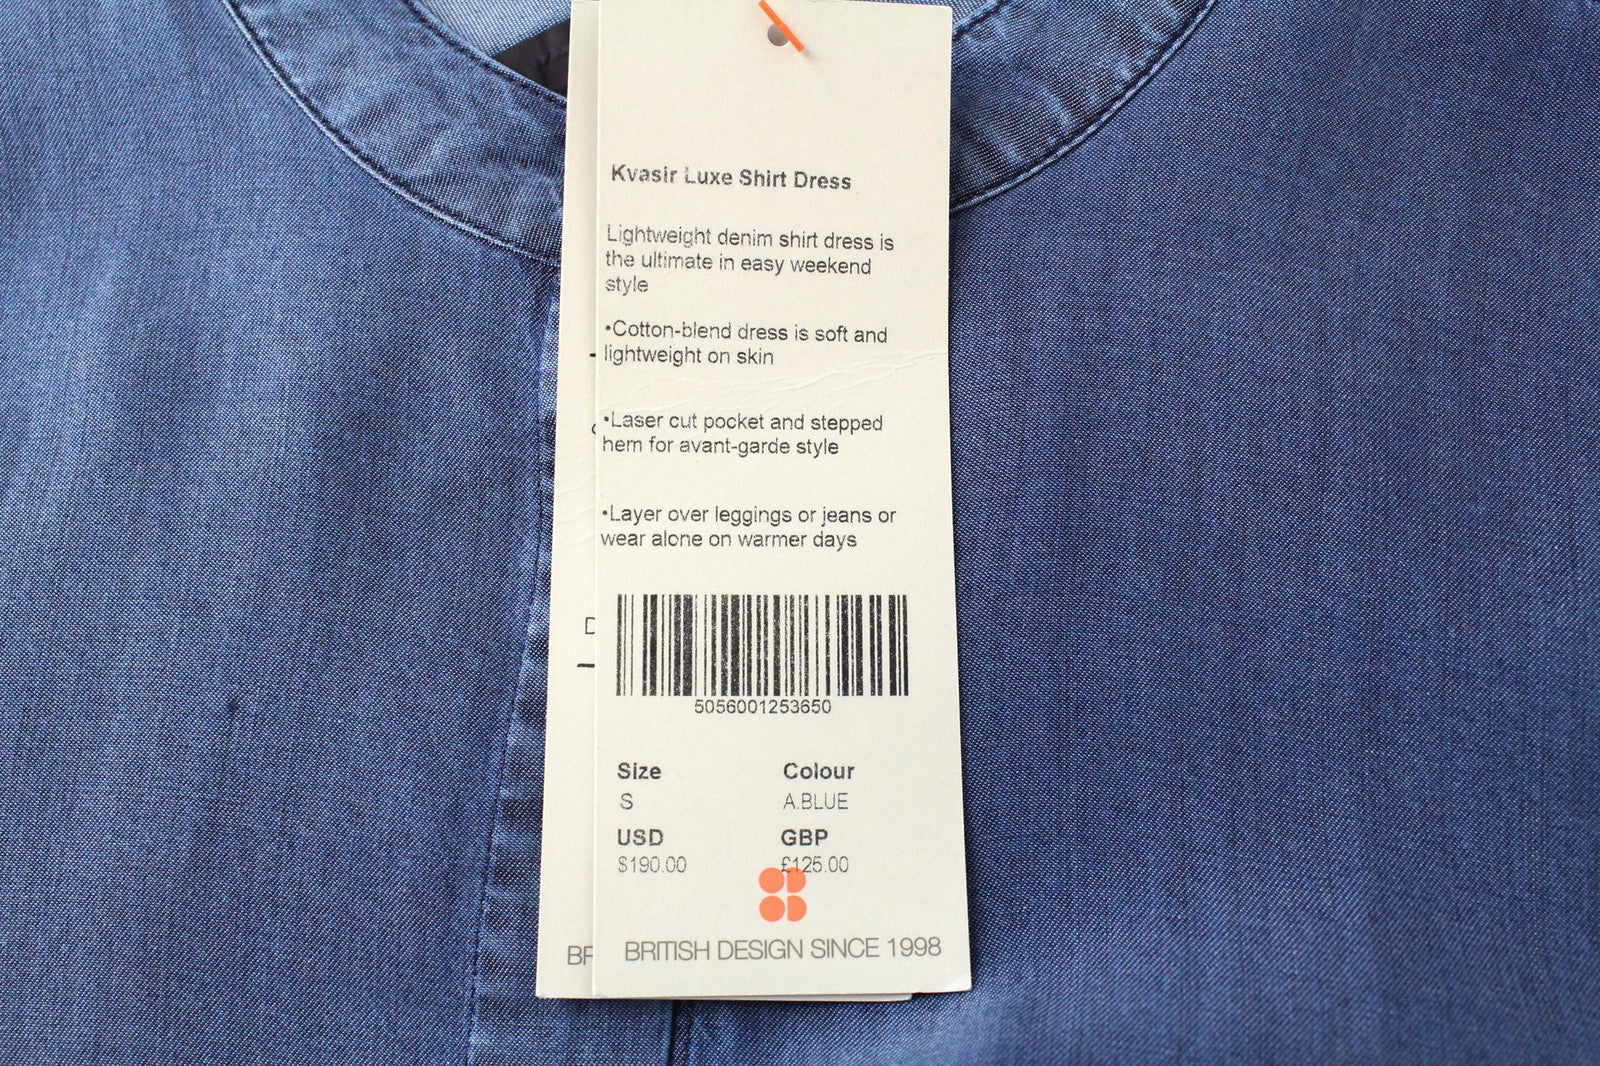 Kvasir Luxe Shirt Dress
Lightweight denim shirt dress is
the ultimate in easy weekend
style
•Cotton-blend dress is soft and
lightweight on skin
•Laser cut pocket and stepped
hem for avant-garde style
•Layer over leggings or jeans or
wear alone on warmer days
5056001253650
Size Colour
S A.BLUE
USD GBP
$190.00 £125.00
BRITISH DESIGN SINCE 1998